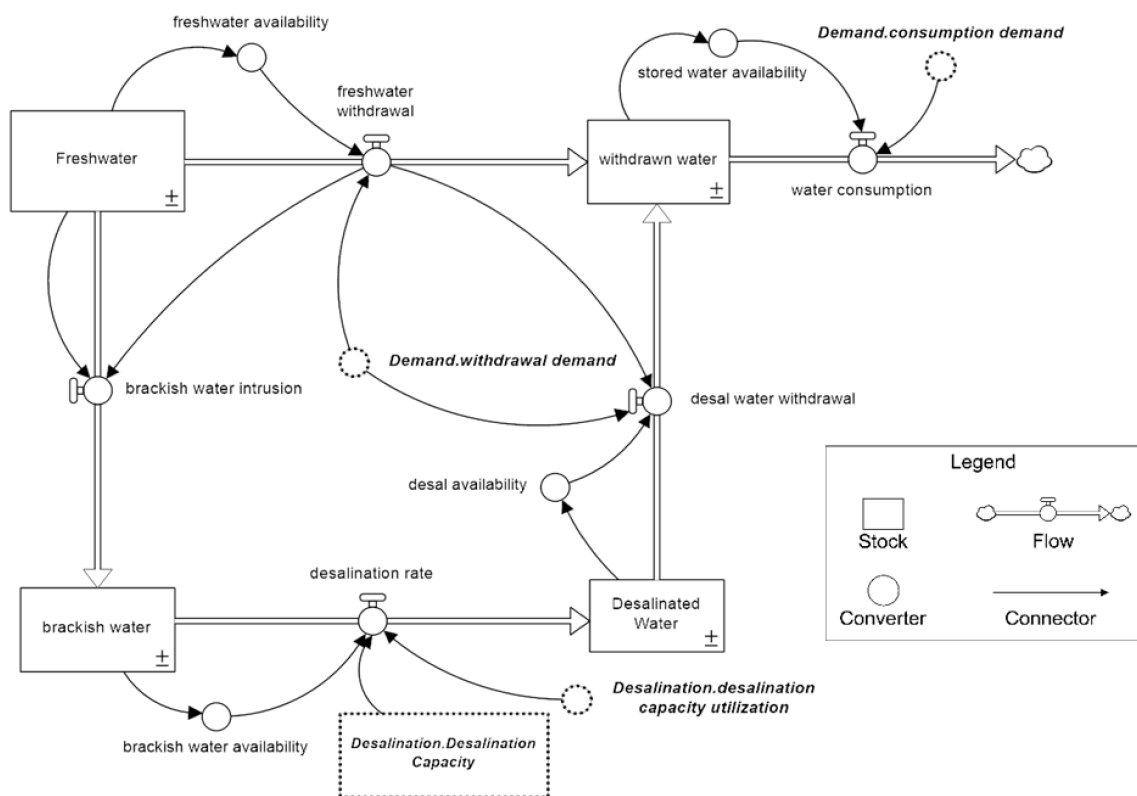 freshwater availability
Demand.consumption demand
freshwater
withdrawal
stored water availability
Freshwater
±
withdrawn water
±
water consumption
Demand.withdrawal demand
brackish water intrusion
desal water withdrawal
desal availability
Legend
Stock
Flow
Converter
Connector
desalination rate
brackish water
±
Desalinated
Water
±
Desalination.desalination
capacity utilization
brackish water availability
Desalination.Desalination
Capacity